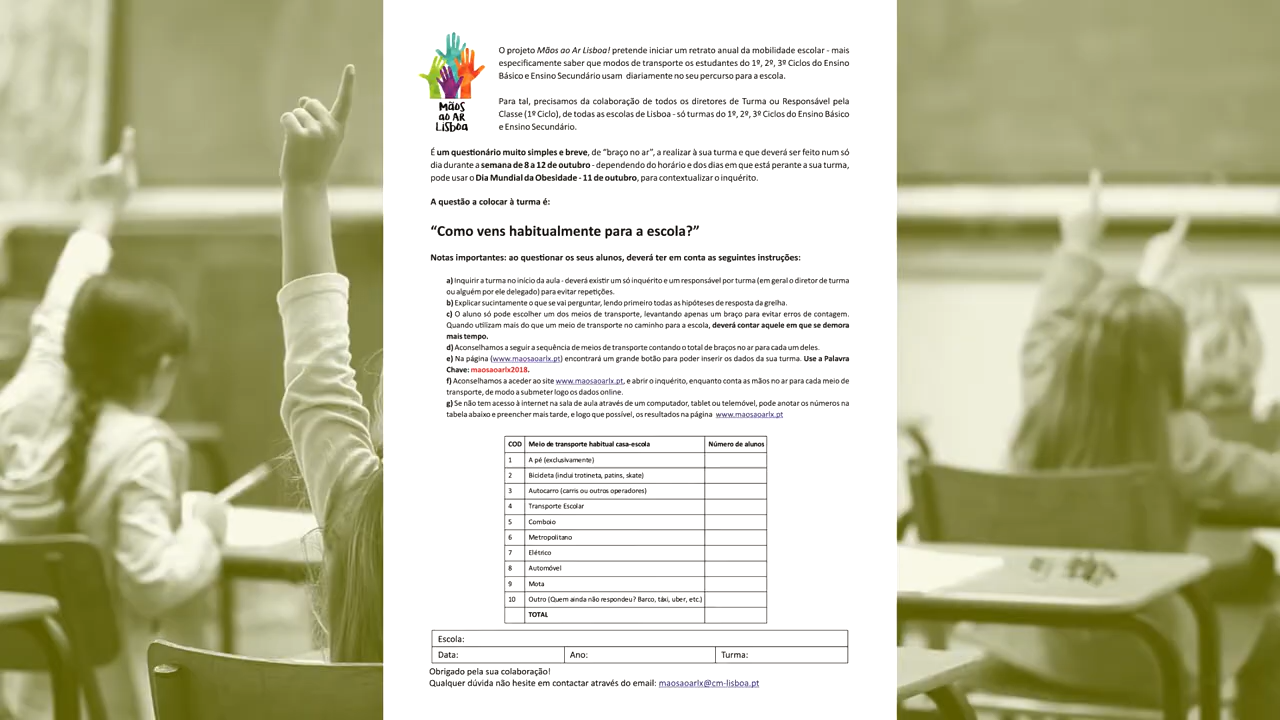 MÃOS
AO AR
LISBOA
O projeto Mãos ao Ar Lisboa! pretende iniciar um retrato anual da mobilidade escolar - mais
especificamente saber que modos de transporte os estudantes do 1º, 2º, 3º Ciclos do Ensino
Básico e Ensino Secundário usam diariamente no seu percurso para a escola.
Para tal, precisamos da colaboração de todos os diretores de Turma ou Responsável pela
Classe (1º Ciclo), de todas as escolas de Lisboa - só turmas do 1º, 2º, 3º Ciclos do Ensino Básico
e Ensino Secundário.
É um questionário muito simples e breve, de “braço no ar”, a realizar à sua turma e que deverá ser feito num só
dia durante a semana de 8 a 12 de outubro - dependendo do horário e dos dias em que está perante a sua turma,
pode usar o Dia Mundial da Obesidade - 11 de outubro, para contextualizar o inquérito.
A questão a colocar à turma é:
“Como vens habitualmente para a escola?”
Notas importantes: ao questionar os seus alunos, deverá ter em conta as seguintes instruções:
a) Inquirir a turma no início da aula - deverá existir um só inquérito e um responsável por turma (em geral o diretor de turma
ou alguém por ele delegado) para evitar repetições.
b) Explicar sucintamente o que se vai perguntar, lendo primeiro todas as hipóteses de resposta da grelha.
c) O aluno só pode escolher um dos meios de transporte, levantando apenas um braço para evitar erros de contagem.
Quando utilizam mais do que um meio de transporte no caminho para a escola, deverá contar aquele em que se demora
mais tempo.
d) Aconselhamos a seguir a sequência de meios de transporte contando o total de braços no ar para cada um deles.
e) Na página (www.maosaoarlx.pt) encontrará um grande botão para poder inserir os dados da sua turma. Use a Palavra
Chave: maosaoarlx2018.
f) Aconselhamos a aceder ao site www.maosaoarlx.pt, e abrir o inquérito, enquanto conta as mãos no ar para cada meio de
transporte, de modo a submeter logo os dados online.
g) Se não tem acesso à internet na sala de aula através de um computador, tablet ou telemóvel, pode anotar os números na
tabela abaixo e preencher mais tarde, e logo que possível, os resultados na página www.maosaoarlx.pt
COD Meio de transporte habitual casa-escola Número de alunos
1 A pé (exclusivamente)
2 Bicicleta (inclui trotineta, patins, skate)
3 Autocarro (carris ou outros operadores)
4 Transporte Escolar
5 Comboio
6 Metropolitano
7 Elétrico
8 Automóvel
9 Mota
10 Outro (Quem ainda não respondeu? Barco, táxi, uber, etc.)
TOTAL
Escola:
Data: Ano: Turma:
Obrigado pela sua colaboração!
Qualquer dúvida não hesite em contactar através do email: maosaoarlx@cm-lisboa.pt